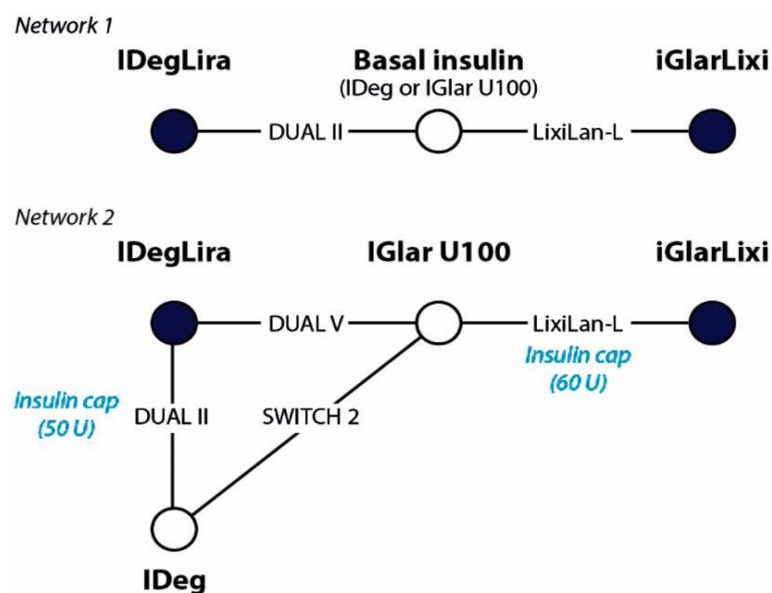 Network 1
IDegLira
Basal insulin
(IDeg or IGlar U100)
iGlarLixi
DUAL II
LixiLan-L
Network 2
IDegLira
IGlar U100
iGlarLixi
DUAL V
LixiLan-L
Insulin cap
(60 U)
Insulin cap
(50 U)
DUAL II
SWITCH 2
IDeg